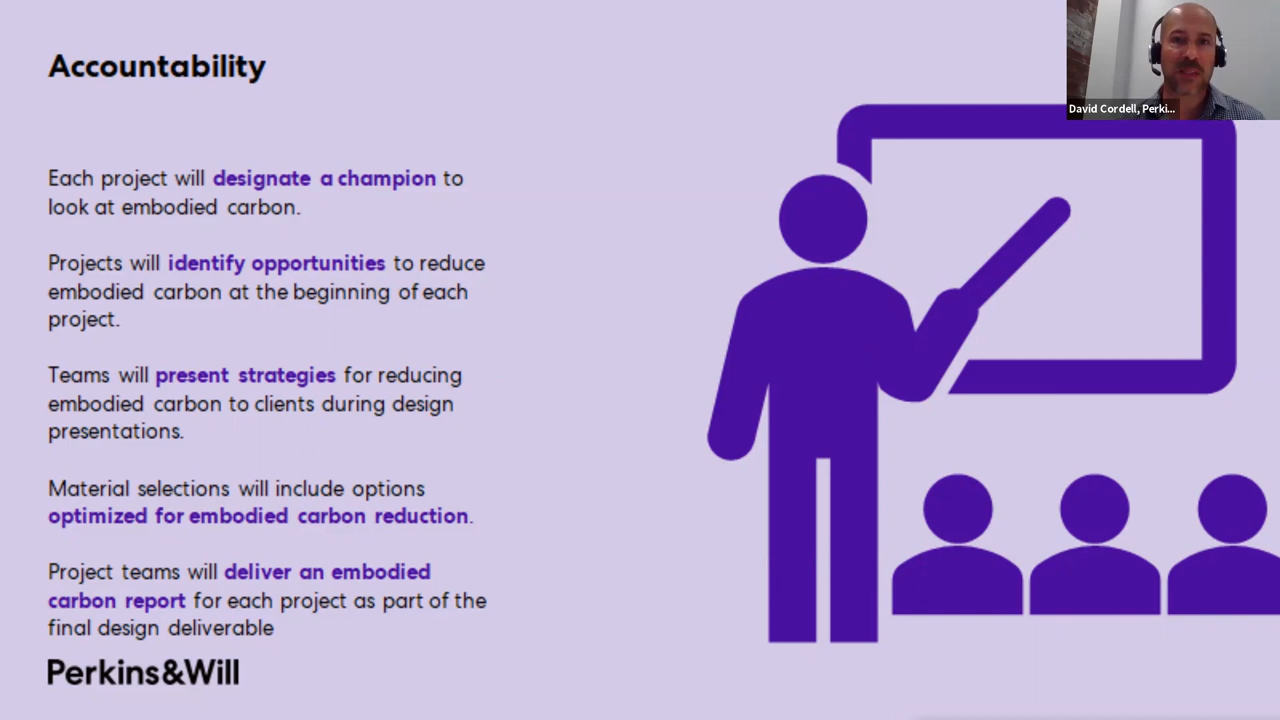 Accountability
David Cordell, Perki...
Each project will designate a champion to
look at embodied carbon.
Projects will identify opportunities to reduce
embodied carbon at the beginning of each
project.
Teams will present strategies for reducing
embodied carbon to clients during design
presentations.
Material selections will include options
optimized for embodied carbon reduction.
Project teams will deliver an embodied
carbon report for each project as part of the
final design deliverable
Perkins&Will